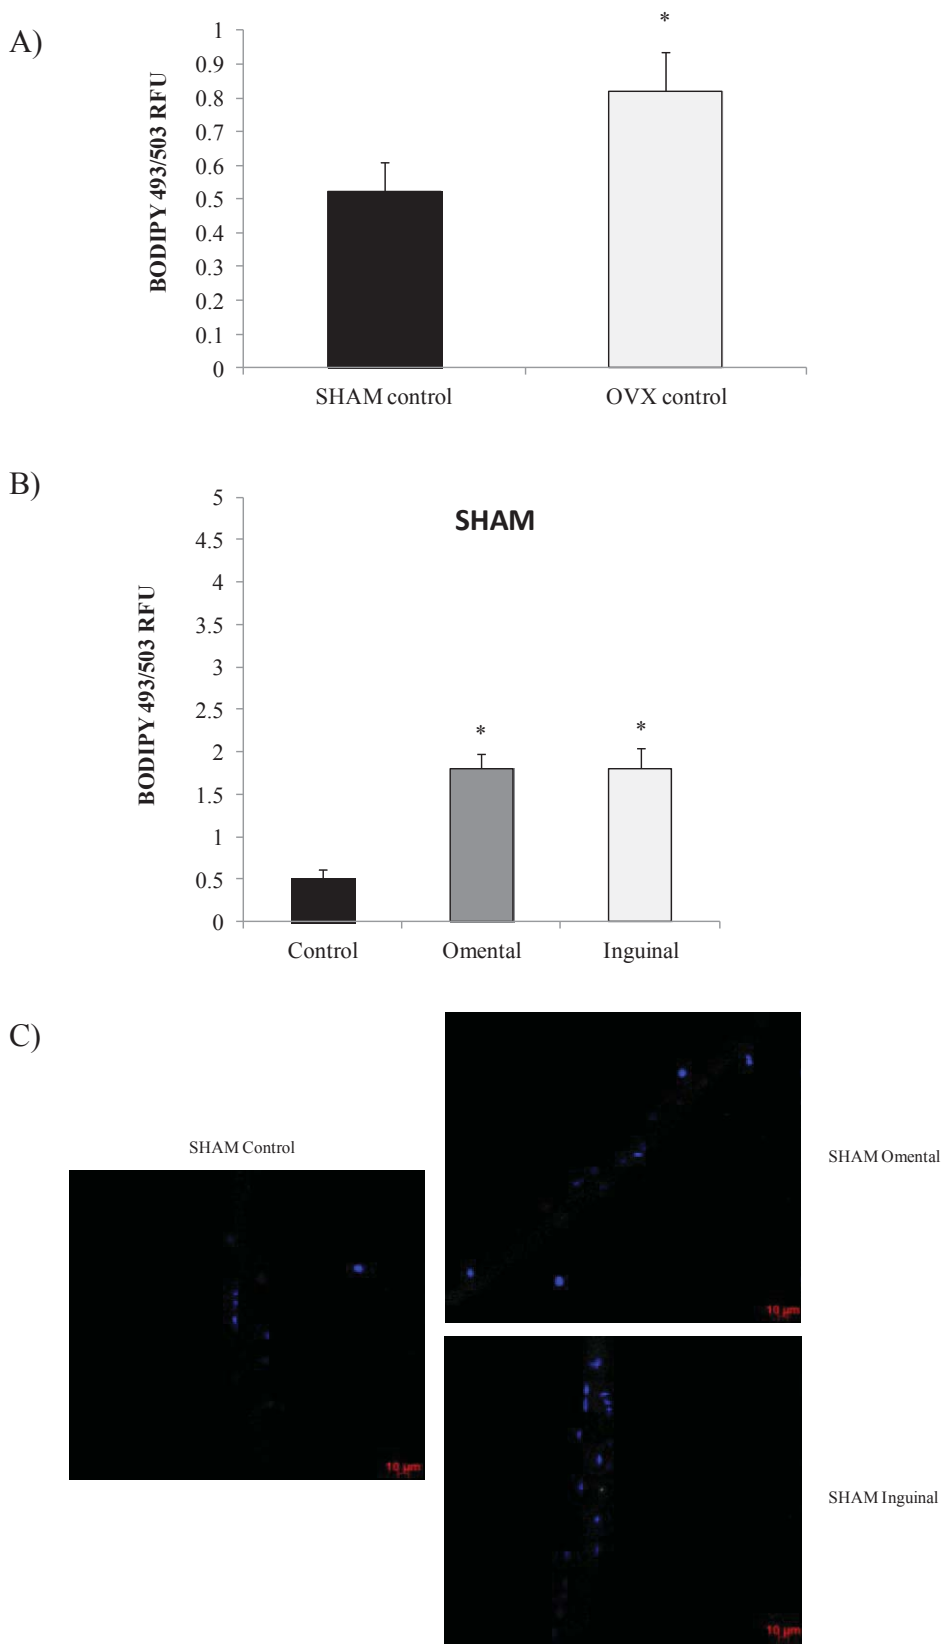 A)
BODIPY 493/503 RFU
1
0.9
0.8
0.7
0.6
0.5
0.4
0.3
0.2
0.1
0
*
SHAM control
OVX control
B)
SHAM
BODIPY 493/503 RFU
5
4.5
4
3.5
3
2.5
2
1.5
1
0.5
0
*
*
Control
Omental
Inguinal
C)
SHAM Control
10 µm
SHAM Omental
10 µm
SHAM Inguinal
10 µm